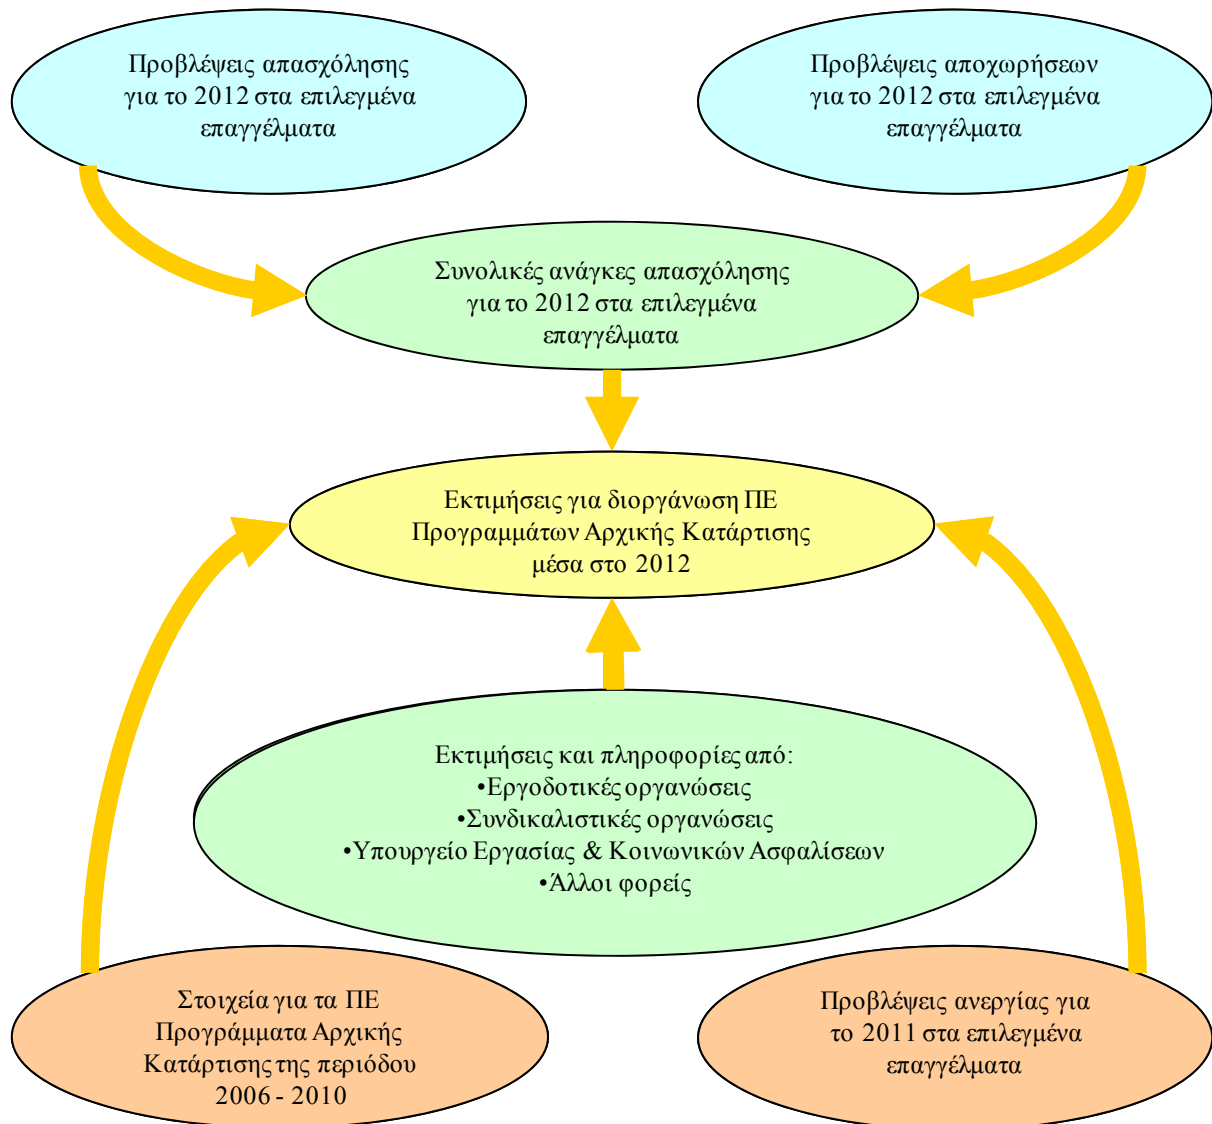 Προβλέψεις απασχόλησης
για το 2012 στα επιλεγμένα
επαγγέλματα
Προβλέψεις αποχωρήσεων
για το 2012 στα επιλεγμένα
επαγγέλματα
Συνολικές ανάγκες απασχόλησης
για το 2012 στα επιλεγμένα
επαγγέλματα
Εκτιμήσεις για διοργάνωση ΠΕ
Προγραμμάτων Αρχικής Κατάρτισης
μέσα στο 2012
Εκτιμήσεις και πληροφορίες από:
•Εργοδοτικές οργανώσεις
•Συνδικαλιστικές οργανώσεις
•Υπουργείο Εργασίας & Κοινωνικών Ασφαλίσεων
•Άλλοι φορείς
Στοιχεία για τα ΠΕ
Προγράμματα Αρχικής
Κατάρτισης της περιόδου
2006 - 2010
Προβλέψεις ανεργίας για
το 2011 στα επιλεγμένα
επαγγέλματα